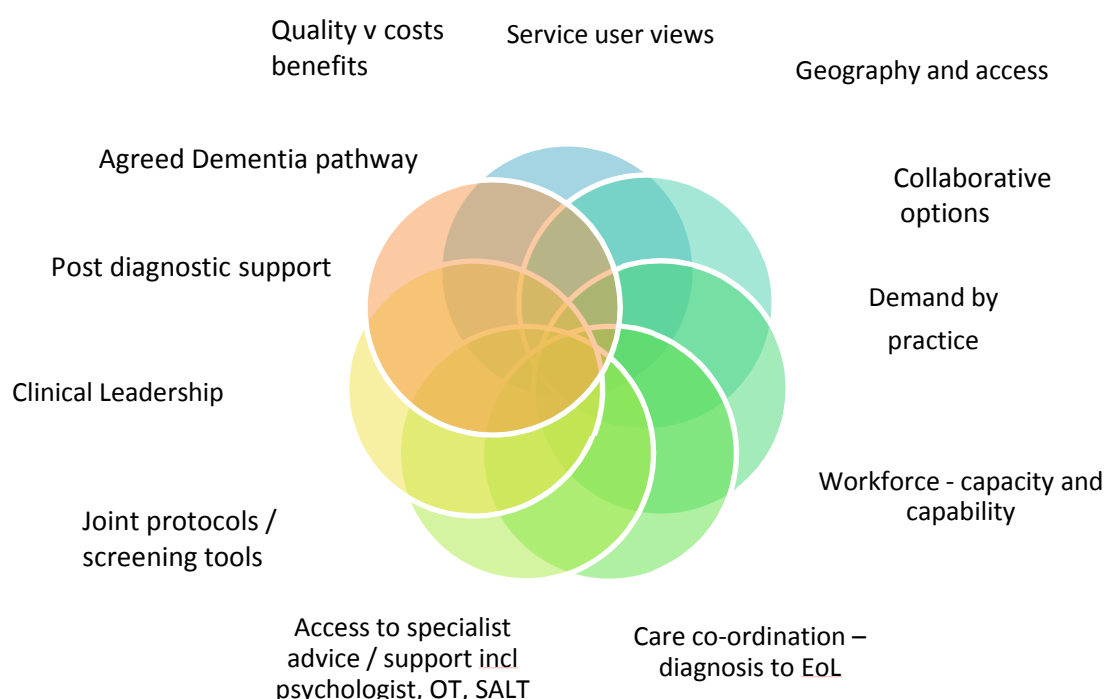 Quality v costs
benefits
Service user views
Geography and access
Agreed Dementia pathway
Collaborative
options
Post diagnostic support
Demand by
practice
Clinical Leadership
Workforce - capacity and
capability
Joint protocols /
screening tools
Access to specialist
advice / support incl
psychologist, OT, SALT
Care co-ordination –
diagnosis to EoL